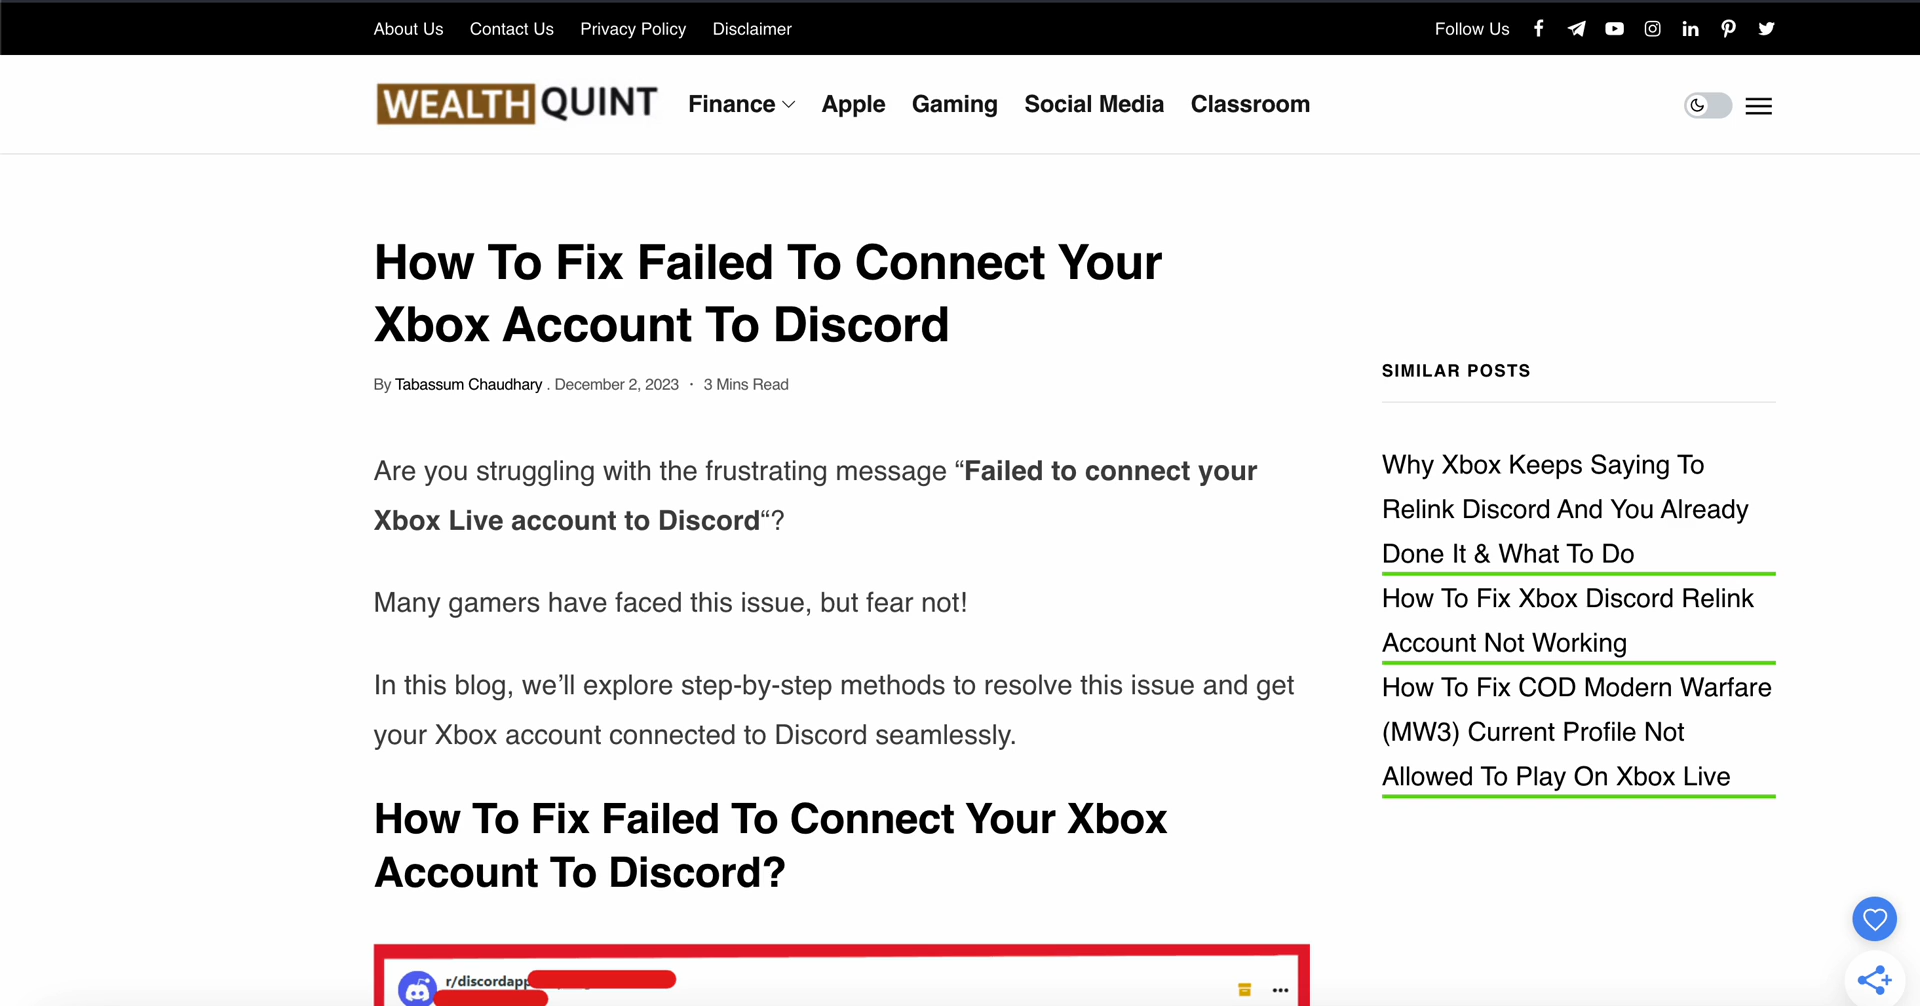 About Us Contact Us Privacy Policy Disclaimer Follow Us
WEALTH QUINT Finance Apple Gaming Social Media Classroom
How To Fix Failed To Connect Your
Xbox Account To Discord
By Tabassum Chaudhary . December 2, 2023 · 3 Mins Read
Are you struggling with the frustrating message “Failed to connect your
Xbox Live account to Discord“?
Many gamers have faced this issue, but fear not!
In this blog, we’ll explore step-by-step methods to resolve this issue and get
your Xbox account connected to Discord seamlessly.
How To Fix Failed To Connect Your Xbox
Account To Discord?
r/discordapp
SIMILAR POSTS
Why Xbox Keeps Saying To
Relink Discord And You Already
Done It & What To Do
How To Fix Xbox Discord Relink
Account Not Working
How To Fix COD Modern Warfare
(MW3) Current Profile Not
Allowed To Play On Xbox Live